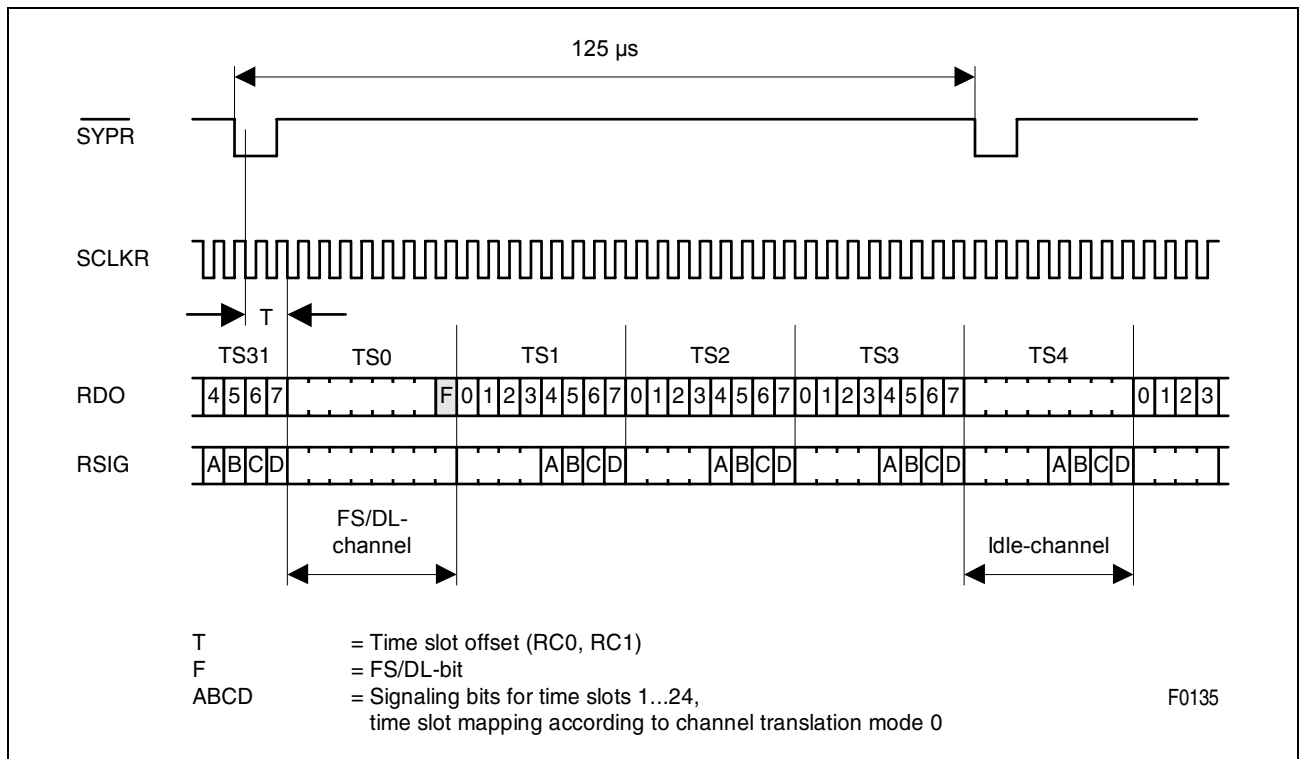 125 µs
SYPR
SCLKR
T
TS31 TS0 TS1 TS2 TS3 TS4
RDO 4 5 6 7 F 0 1 2 3 4 5 6 7 0 1 2 3 4 5 6 7 0 1 2 3 4 5 6 7 0 1 2 3
RSIG A B C D A B C D A B C D A B C D A B C D
FS/DL-
channel
Idle-channel
T = Time slot offset (RC0, RC1)
F = FS/DL-bit
ABCD = Signaling bits for time slots 1...24,
time slot mapping according to channel translation mode 0
F0135